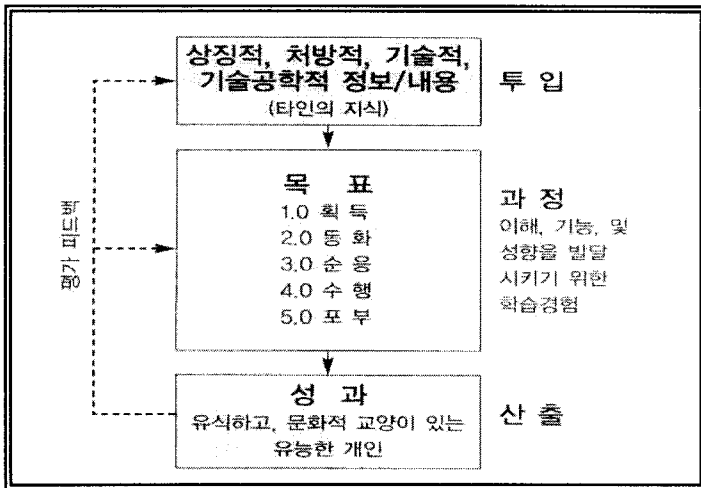 상징적, 처방적, 기술적,
기술공학적 정보/내용
(타인의 지식)
투 입
목 표
1.0 획 득
2.0 동 화
3.0 순 응
4.0 수 행
5.0 포 부
과 정
이해, 기능, 및
성향을 발달
시키기 위한
학습경험
평가 피드백
성 과
유식하고, 문화적 교양이 있는
유능한 개인
산 출